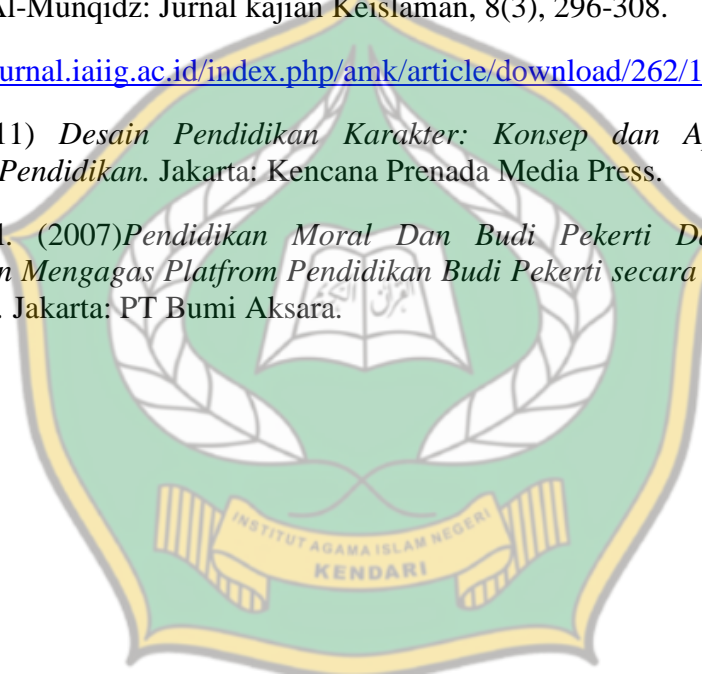 Al-Munqidz: Jurnal kajian Keislaman, 8(3), 296-308.
urnal.iaiig.ac.id/index.php/amk/article/download/262/1
11) Desain Pendidikan Karakter: Konsep dan A
Pendidikan. Jakarta: Kencana Prenada Media Press.
l. (2007)Pendidikan Moral Dan Budi Pekerti D
n Mengagas Platfrom Pendidikan Budi Pekerti secara
. Jakarta: PT Bumi Aksara.
INSTITUT AGAMA ISLAM NEGERI
KENDARI